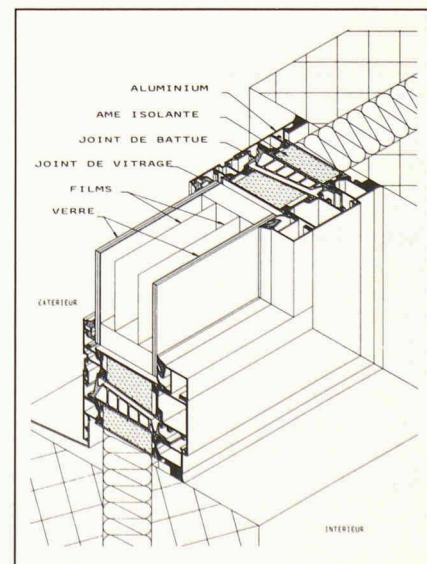 ALUMINIUM
AME ISOLANTE
JOINT DE BATTUE
JOINT DE VITRAGE
FILMS
VERRE
EXTERIEUR
INTERIEUR